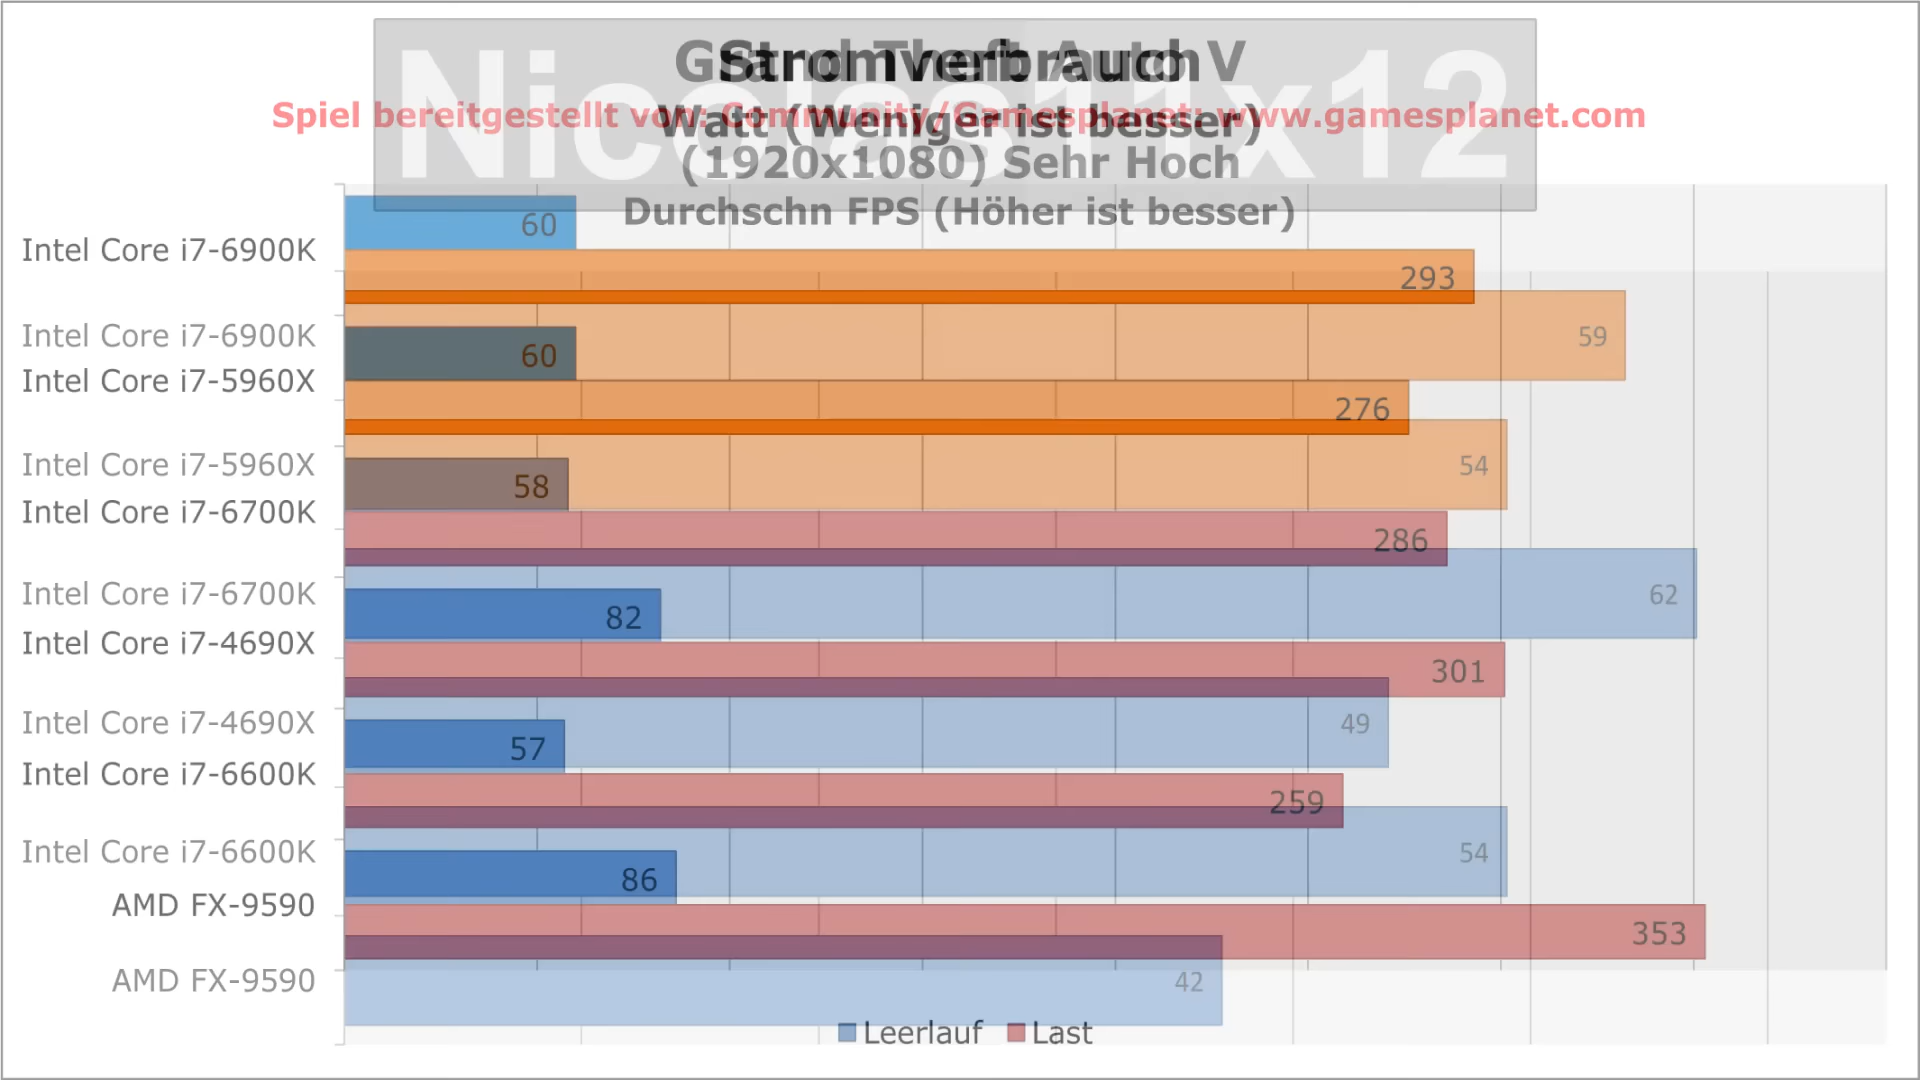 Nicolas11x12
Grand Theft Auto V
Stromverbrauch
Spiel bereitgestellt von: Community/Gamesplanet: www.gamesplanet.com
Watt (Weniger ist besser)
(1920x1080) Sehr Hoch
Durchschn FPS (Höher ist besser)
60
Intel Core i7-6900K
293
Intel Core i7-6900K
59
60
Intel Core i7-5960X
276
Intel Core i7-5960X
54
58
Intel Core i7-6700K
286
Intel Core i7-6700K
62
82
Intel Core i7-4690X
301
Intel Core i7-4690X
49
57
Intel Core i7-6600K
259
Intel Core i7-6600K
54
86
AMD FX-9590
353
AMD FX-9590
42
Leerlauf Last